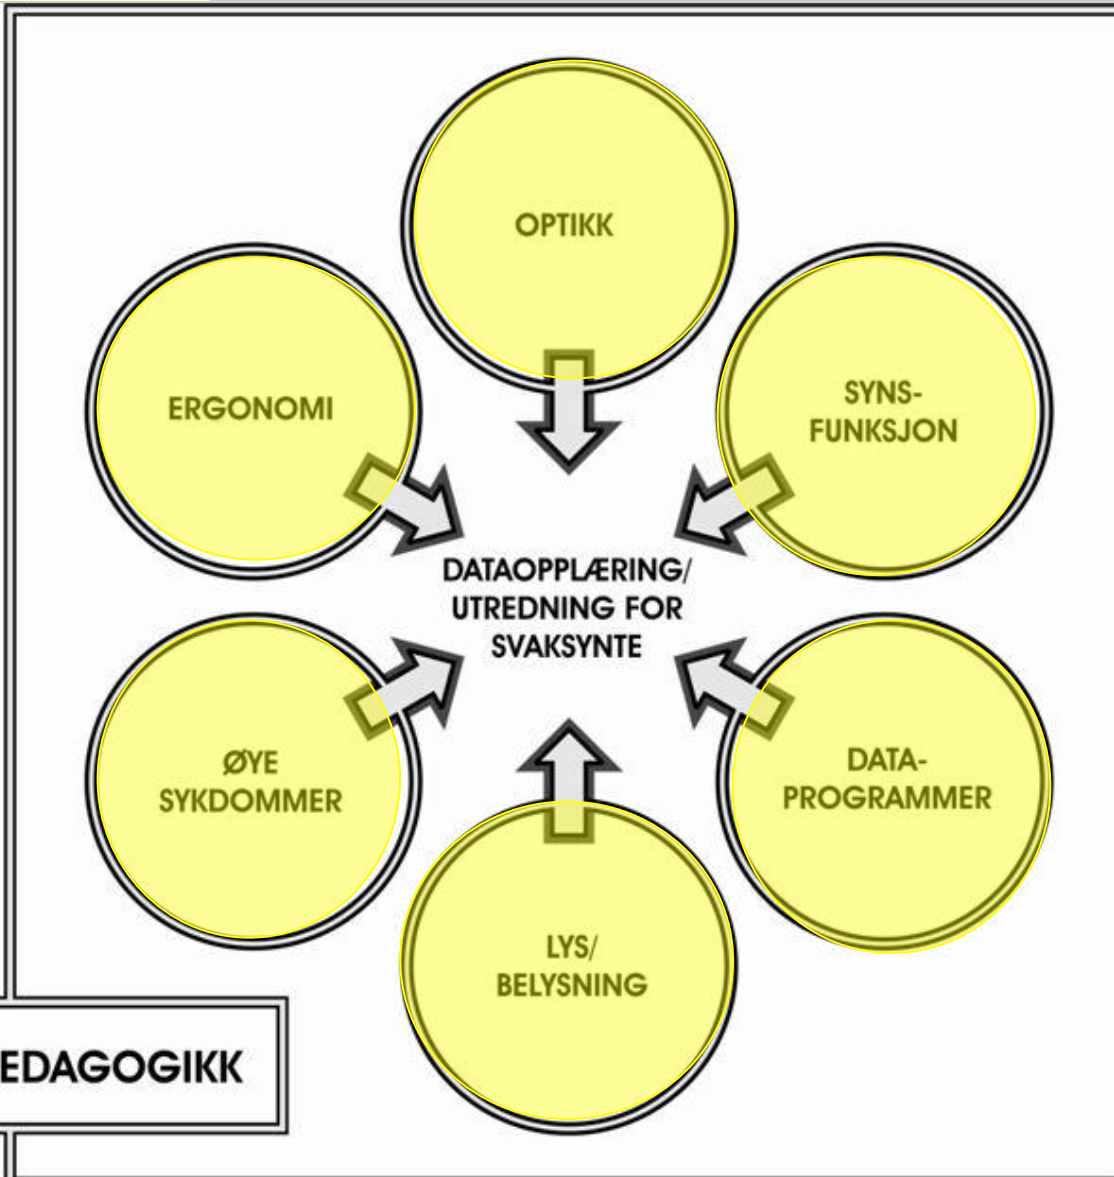 OPTIKK
ERGONOMI
SYNS-
FUNKSJON
DATAOPPLÆRING/
UTREDNING FOR
SVAKSYNTE
ØYE
SYKDOMMER
DATA-
PROGRAMMER
LYS/
BELYSNING
EDAGOGIKK